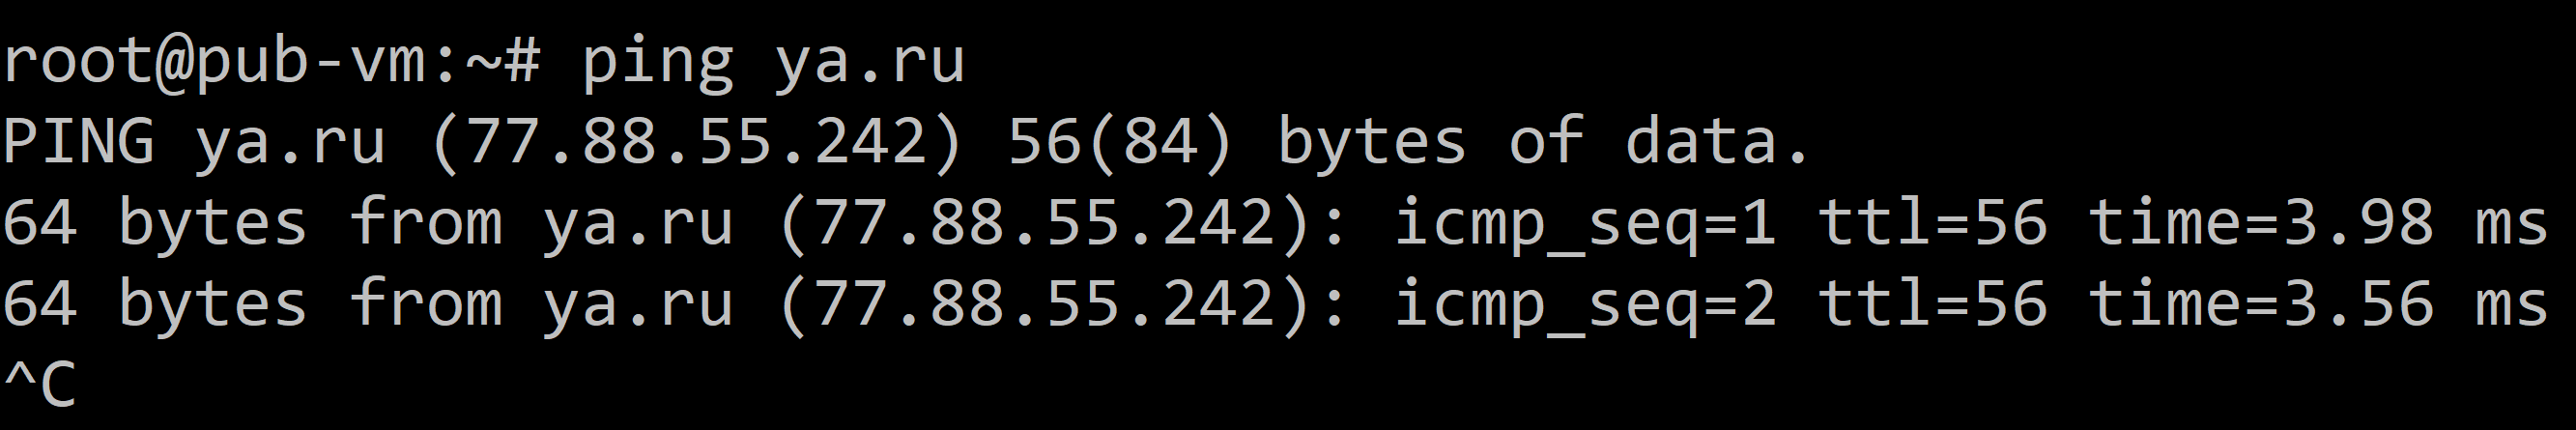 root@pub-vm:~# ping ya.ru
PING ya.ru (77.88.55.242) 56(84) bytes of data.
64 bytes from ya.ru (77.88.55.242): icmp_seq=1 ttl=56 time=3.98 ms
64 bytes from ya.ru (77.88.55.242): icmp_seq=2 ttl=56 time=3.56 ms
^C